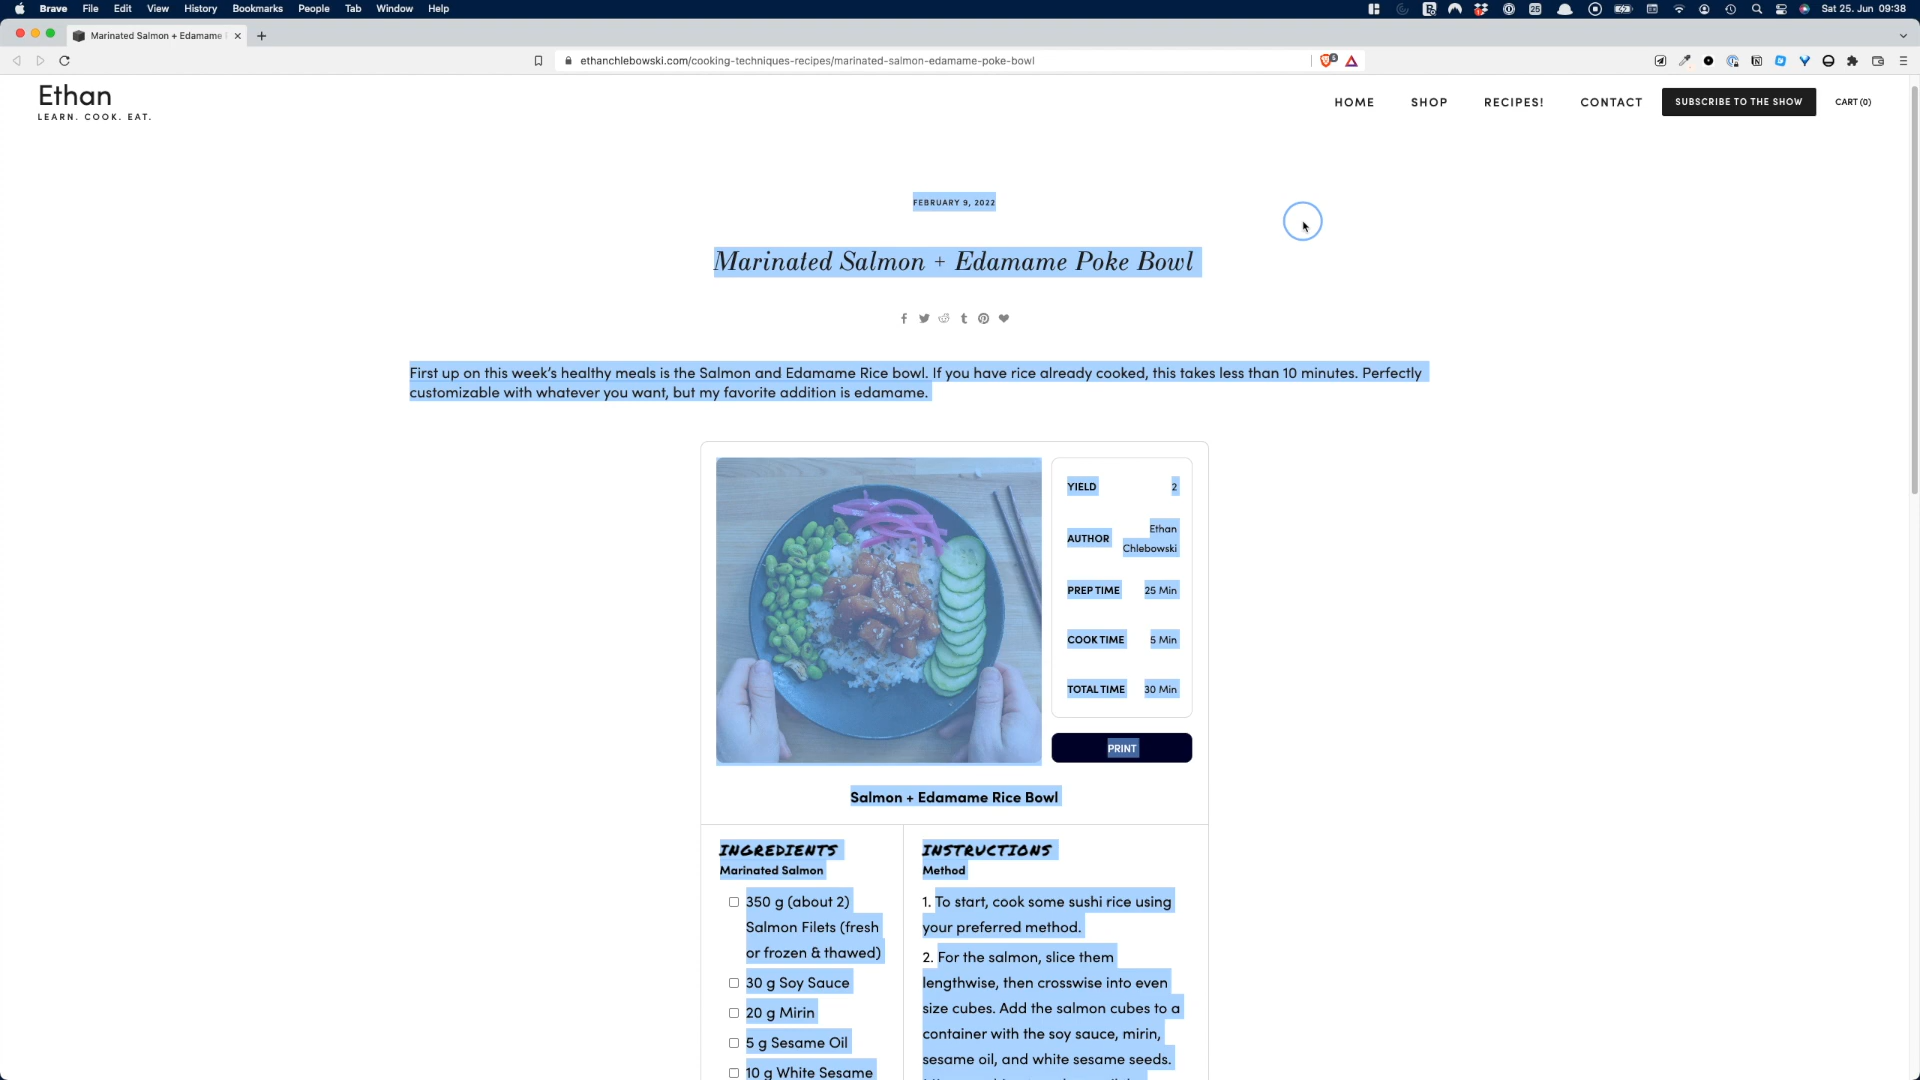 Brave File Edit View History Bookmarks People Tab Window Help
25
Sat 25. Jun 09:38
Marinated Salmon + Edamame
ethanchlebowski.com/cooking-techniques-recipes/marinated-salmon-edamame-poke-bowl
Ethan
LEARN. COOK. EAT.
HOME SHOP RECIPES! CONTACT SUBSCRIBE TO THE SHOW CART (0)
FEBRUARY 9, 2022
Marinated Salmon + Edamame Poke Bowl
First up on this week's healthy meals is the Salmon and Edamame Rice bowl. If you have rice already cooked, this takes less than 10 minutes. Perfectly
customizable with whatever you want, but my favorite addition is edamame.
YIELD 2
AUTHOR Ethan
Chlebowski
PREP TIME 25 Min
COOK TIME 5 Min
TOTAL TIME 30 Min
PRINT
Salmon + Edamame Rice Bowl
INGREDIENTS
Marinated Salmon
350 g (about 2)
Salmon Filets (fresh
or frozen & thawed)
30 g Soy Sauce
20 g Mirin
5 g Sesame Oil
10 g White Sesame
INSTRUCTIONS
Method
1. To start, cook some sushi rice using
your preferred method.
2. For the salmon, slice them
lengthwise, then crosswise into even
size cubes. Add the salmon cubes to a
container with the soy sauce, mirin,
sesame oil, and white sesame seeds.